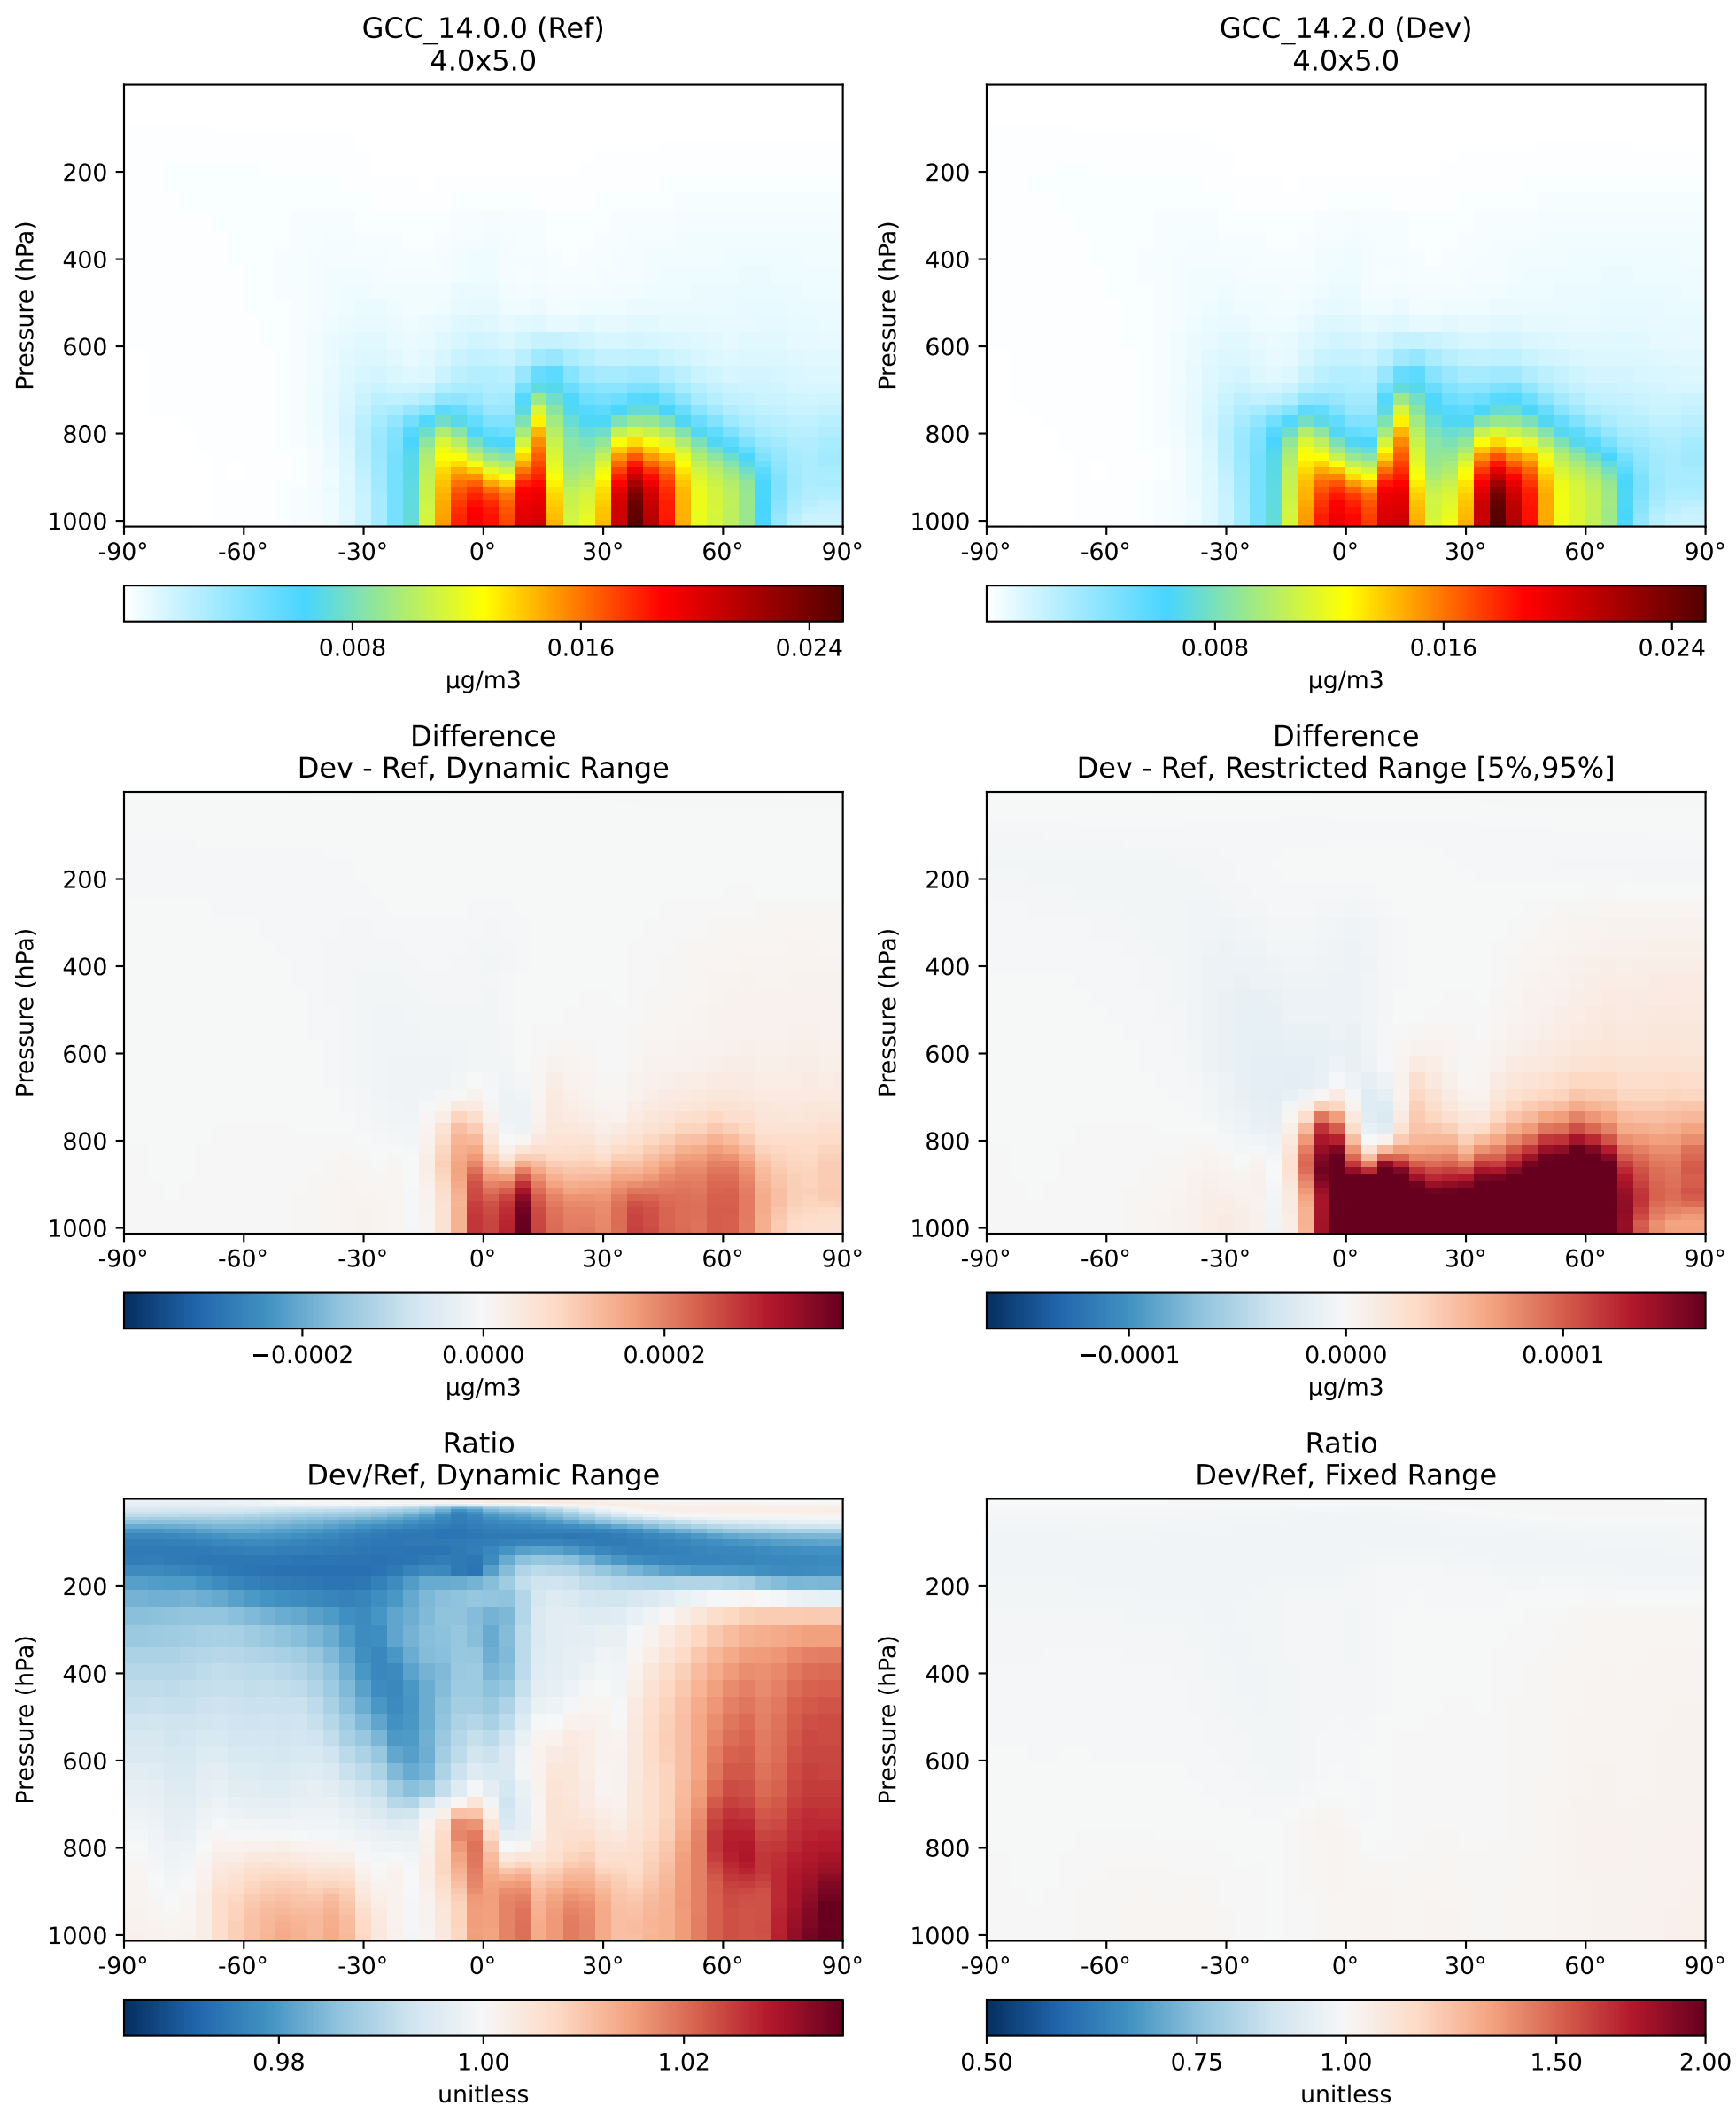 GCC_14.0.0 (Ref)
4.0x5.0
Pressure (hPa)
200
400
600
800
1000
-90° -60° -30° 0° 30° 60° 90°
0.008 0.016 0.024
μg/m3
GCC_14.2.0 (Dev)
4.0x5.0
Pressure (hPa)
200
400
600
800
1000
-90° -60° -30° 0° 30° 60° 90°
0.008 0.016 0.024
μg/m3
Difference
Dev - Ref, Dynamic Range
Pressure (hPa)
200
400
600
800
1000
-90° -60° -30° 0° 30° 60° 90°
−0.0002 0.0000 0.0002
μg/m3
Difference
Dev - Ref, Restricted Range [5%,95%]
Pressure (hPa)
200
400
600
800
1000
-90° -60° -30° 0° 30° 60° 90°
−0.0001 0.0000 0.0001
μg/m3
Ratio
Dev/Ref, Dynamic Range
Pressure (hPa)
200
400
600
800
1000
-90° -60° -30° 0° 30° 60° 90°
0.98 1.00 1.02
unitless
Ratio
Dev/Ref, Fixed Range
Pressure (hPa)
200
400
600
800
1000
-90° -60° -30° 0° 30° 60° 90°
0.50 0.75 1.00 1.50 2.00
unitless